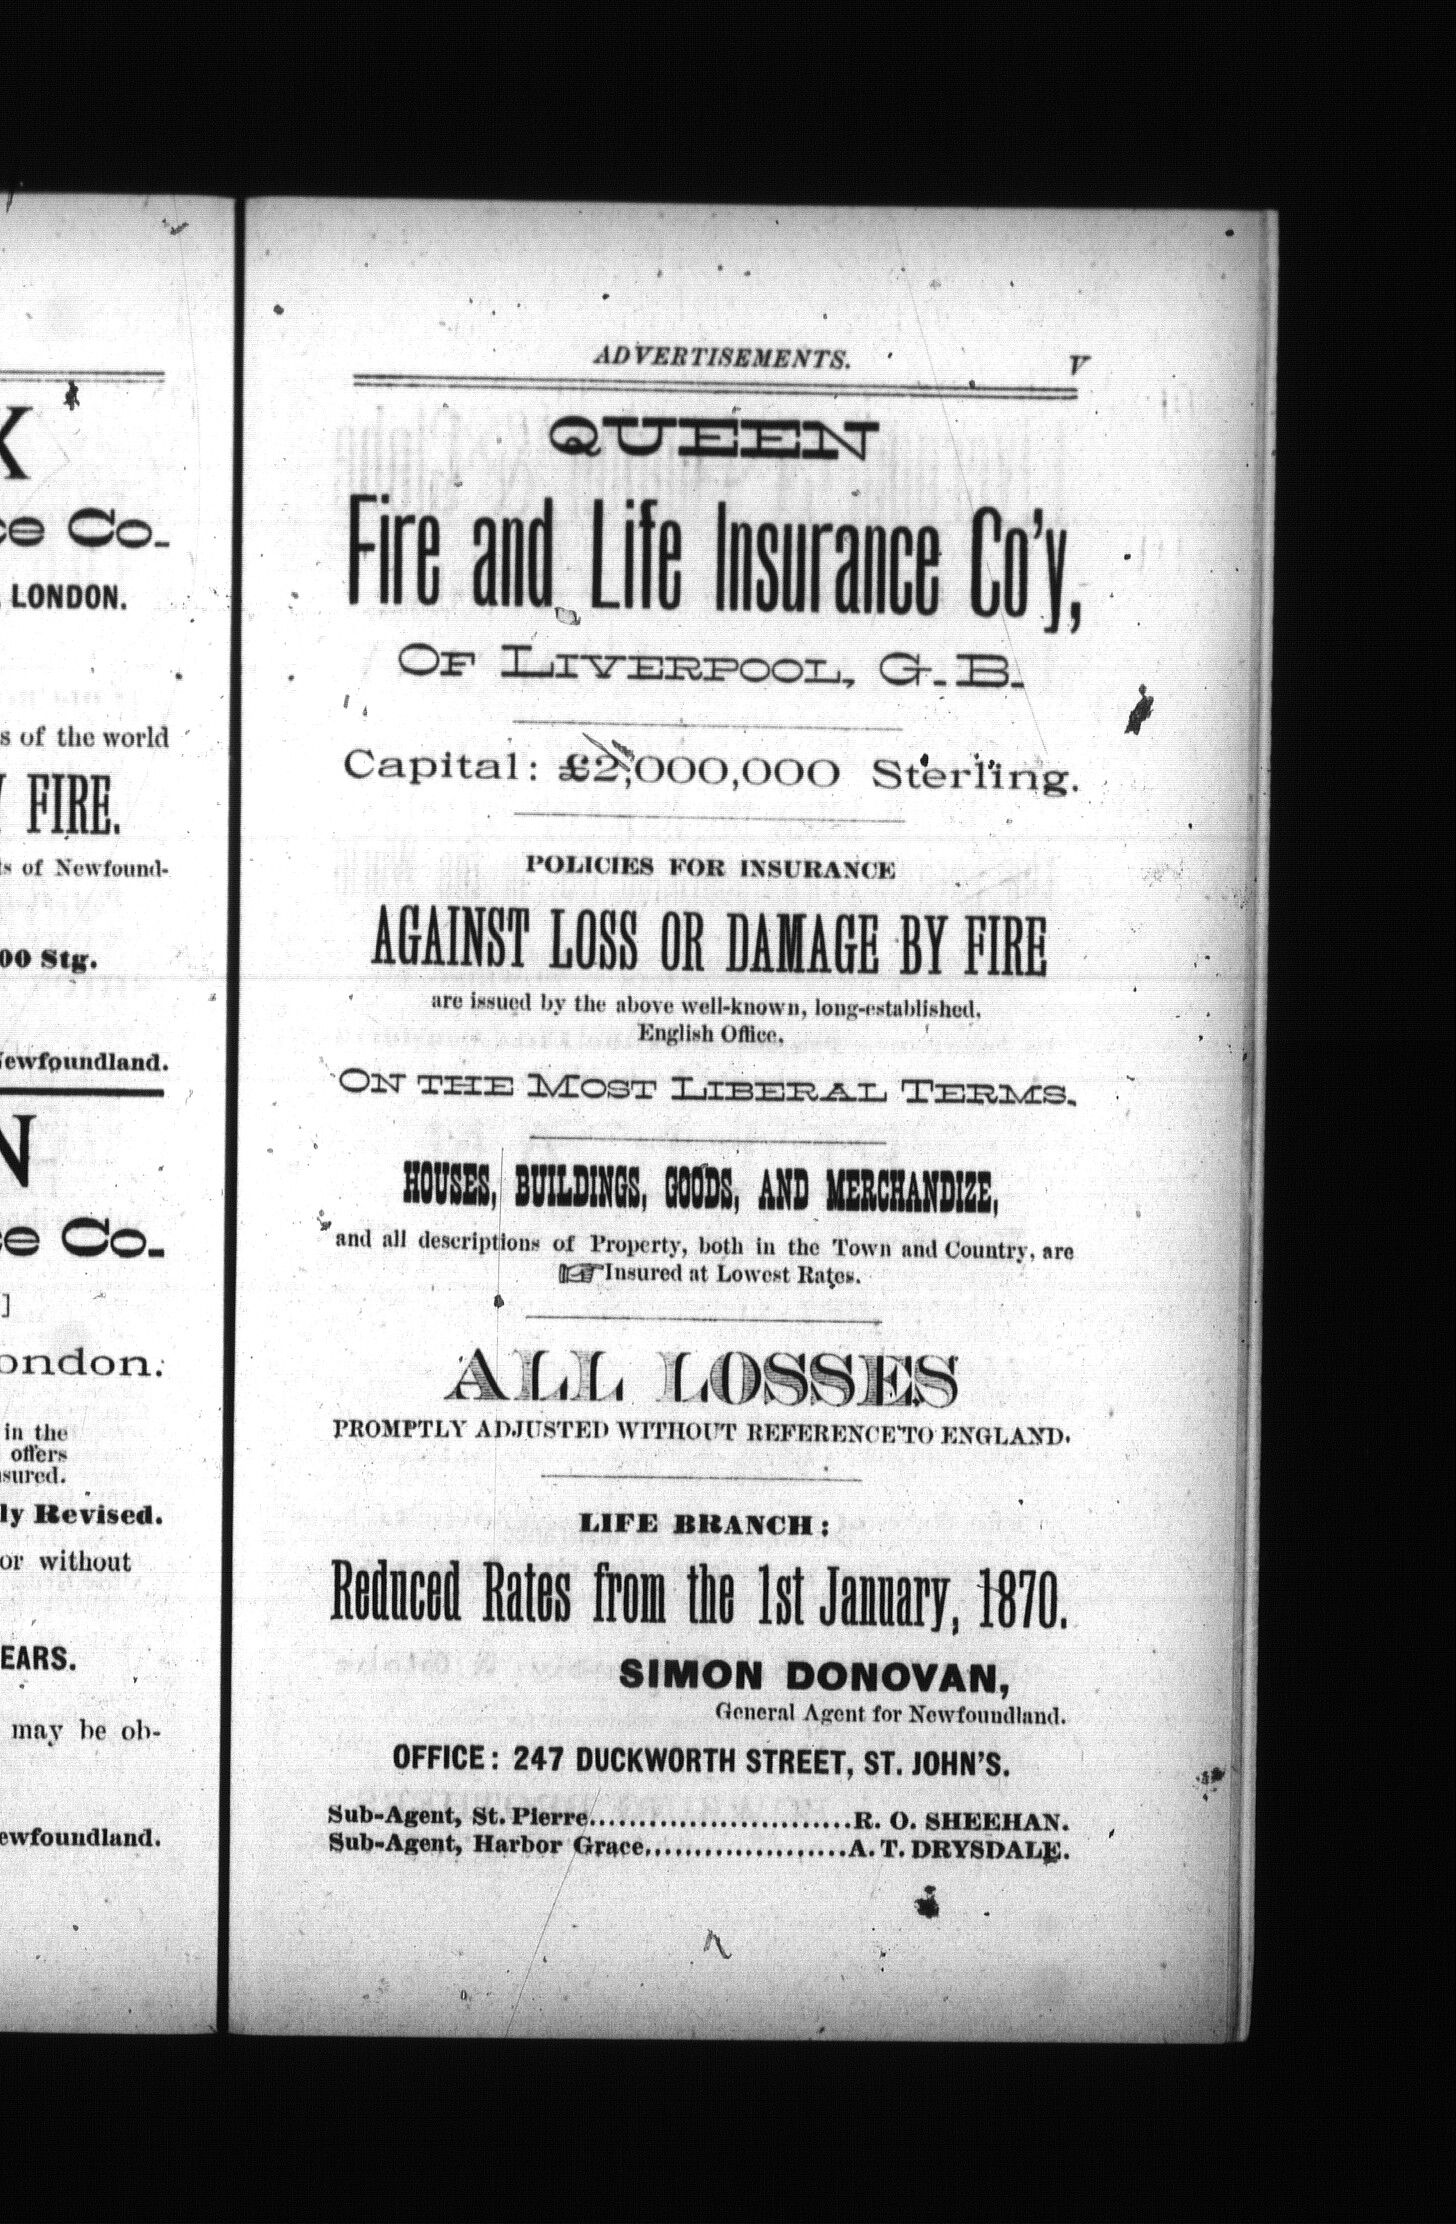 K
ce Co.
LONDON.
s of the world
FIRE.
ts of Newfound-
00 Stg.
Newfoundland.
N
ce Co.
]
ondon.
in the
offers
sured.
ly Revised.
or without
EARS.
may be ob-
ewfoundland.
ADVERTISEMENTS. V
QUEEN
Fire and Life Insurance Co'y,
OF LIVERPOOL, G. B.
Capital: £2,000,000 Sterling.
POLICIES FOR INSURANCE
AGAINST LOSS OR DAMAGE BY FIRE
are issued by the above well-known, long-established,
English Office,
ON THE MOST LIBERAL TERMS.
HOUSES, BUILDINGS, GOODS, AND MERCHANDIZE,
and all descriptions of Property, both in the Town and Country, are
☞Insured at Lowest Rates.
ALL LOSSES
PROMPTLY ADJUSTED WITHOUT REFERENCE TO ENGLAND.
LIFE BRANCH:
Reduced Rates from the 1st January, 1870.
SIMON DONOVAN,
General Agent for Newfoundland.
OFFICE: 247 DUCKWORTH STREET, ST. JOHN'S.
Sub-Agent, St. Pierre..........................R. O. SHEEHAN.
Sub-Agent, Harbor Grace....................A. T. DRYSDALE.